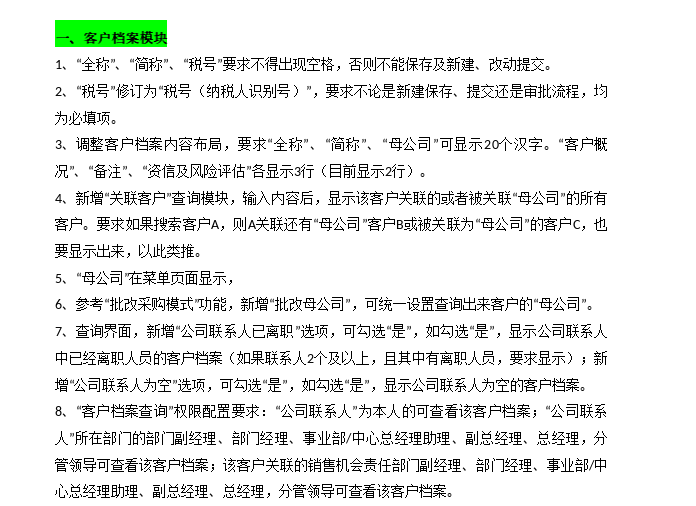 一、客户档案模块
1、“全称”、“简称”、“税号”要求不得出现空格，否则不能保存及新建、改动提交。
2、“税号”修订为“税号（纳税人识别号）”，要求不论是新建保存、提交还是审批流程，均
为必填项。
3、调整客户档案内容布局，要求“全称”、“简称”、“母公司”可显示20个汉字。“客户概
况”、“备注”、“资信及风险评估”各显示3行（目前显示2行）。
4、新增“关联客户”查询模块，输入内容后，显示该客户关联的或者被关联“母公司”的所有
客户。要求如果搜索客户A，则A关联还有“母公司”客户B或被关联为“母公司”的客户C，也
要显示出来，以此类推。
5、“母公司”在菜单页面显示，
6、参考“批改采购模式”功能，新增“批改母公司”，可统一设置查询出来客户的“母公司”。
7、查询界面，新增“公司联系人已离职”选项，可勾选“是”，如勾选“是”，显示公司联系人
中已经离职人员的客户档案（如果联系人2个及以上，且其中有离职人员，要求显示）；新
增“公司联系人为空”选项，可勾选“是”，如勾选“是”，显示公司联系人为空的客户档案。
8、“客户档案查询”权限配置要求：“公司联系人”为本人的可查看该客户档案；“公司联系
人”所在部门的部门副经理、部门经理、事业部/中心总经理助理、副总经理、总经理，分
管领导可查看该客户档案；该客户关联的销售机会责任部门副经理、部门经理、事业部/中
心总经理助理、副总经理、总经理，分管领导可查看该客户档案。